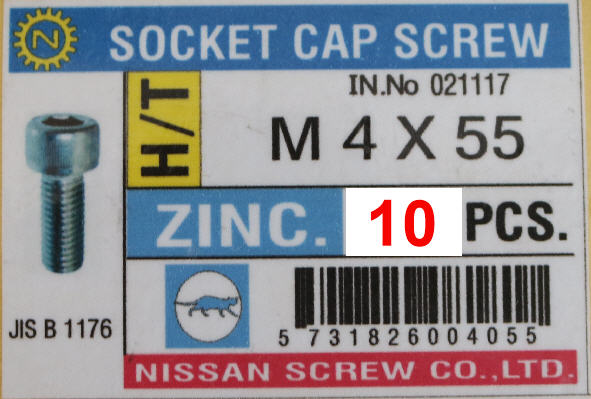 N SOCKET CAP SCREW
IN.No 021117
H/T
M 4 X 55
ZINC. 10 PCS.
JIS B 1176
5 731826 004055
NISSAN SCREW CO.,LTD.